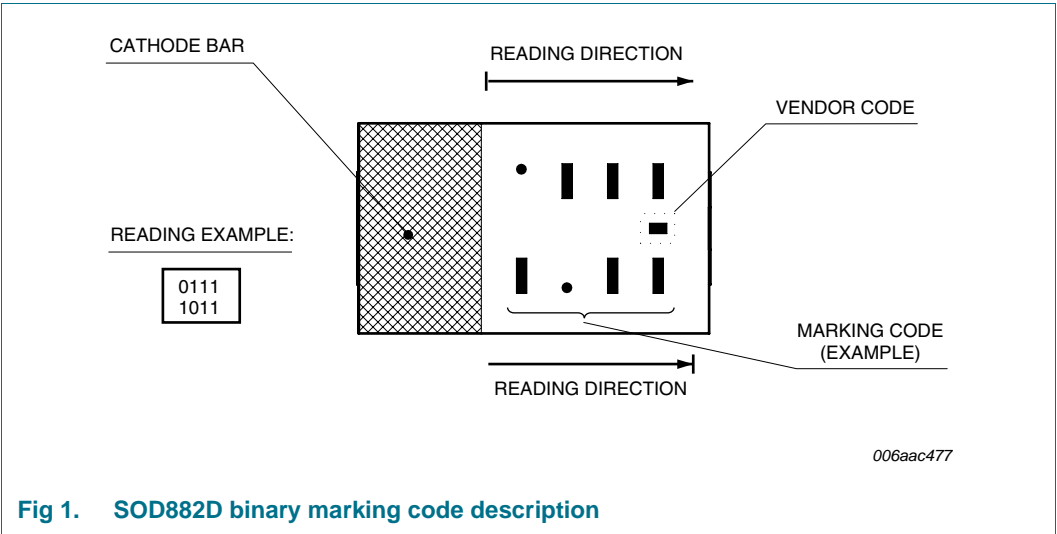 CATHODE BAR
READING DIRECTION
VENDOR CODE
READING EXAMPLE:
0111
1011
MARKING CODE
(EXAMPLE)
READING DIRECTION
006aac477
Fig 1. SOD882D binary marking code description